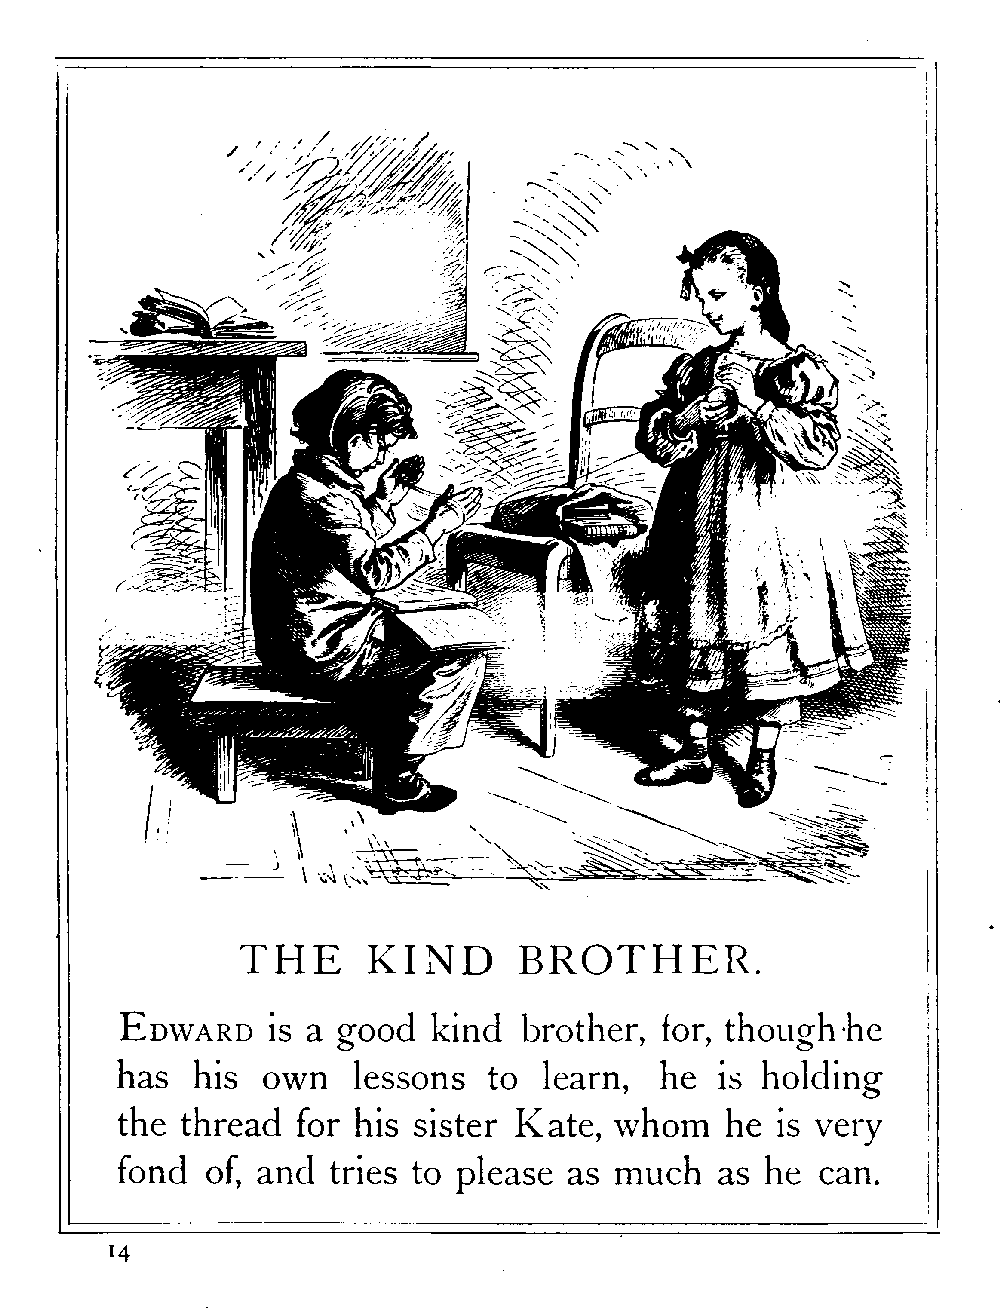 THE KIND BROTHER.
EDWARD is a good kind brother, for, though he
has his own lessons to learn, he is holding
the thread for his sister Kate, whom he is very
fond of, and tries to please as much as he can.
14